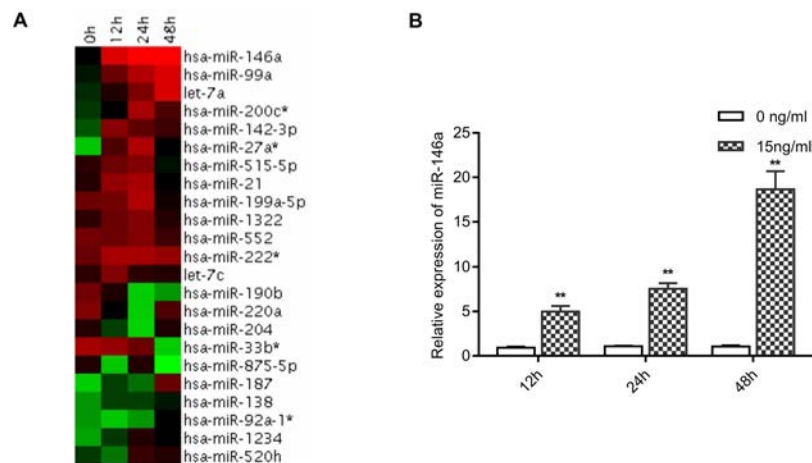 A
0h 12h 24h 48h
hsa-miR-146a
hsa-miR-99a
let-7a
hsa-miR-200c*
hsa-miR-142-3p
hsa-miR-27a*
hsa-miR-515-5p
hsa-miR-21
hsa-miR-199a-5p
hsa-miR-1322
hsa-miR-552
hsa-miR-222*
let-7c
hsa-miR-190b
hsa-miR-220a
hsa-miR-204
hsa-miR-33b*
hsa-miR-875-5p
hsa-miR-187
hsa-miR-138
hsa-miR-92a-1*
hsa-miR-1234
hsa-miR-520h
B
0 ng/ml
15ng/ml
Relative expression of miR-146a
25
20
15
10
5
0
**
**
**
12h
24h
48h